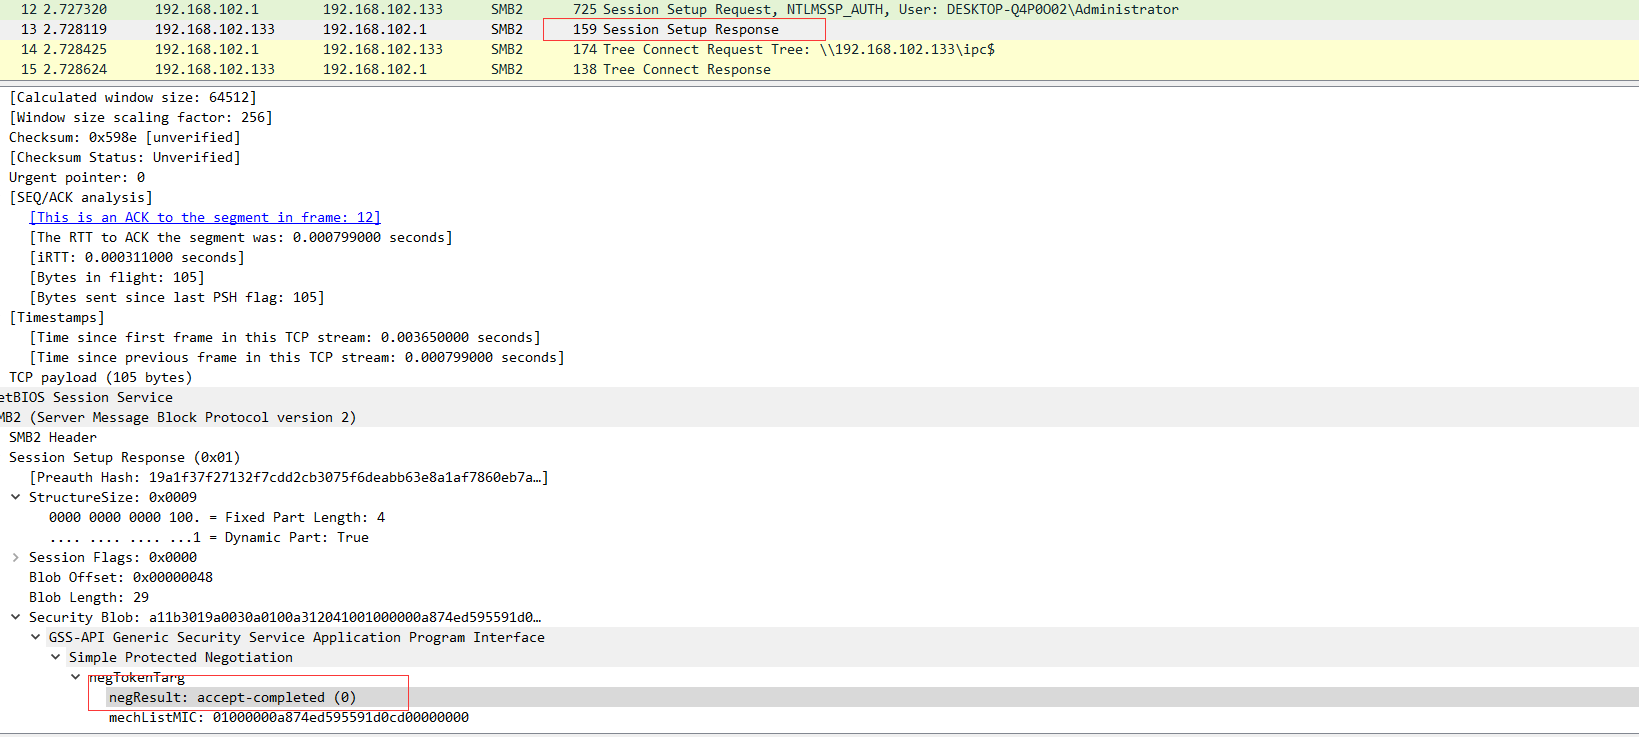 12 2.727320 192.168.102.1 192.168.102.133 SMB2 725 Session Setup Request, NTLMSSP_AUTH, User: DESKTOP-Q4P0O02\Administrator
13 2.728119 192.168.102.133 192.168.102.1 SMB2 159 Session Setup Response
14 2.728425 192.168.102.1 192.168.102.133 SMB2 174 Tree Connect Request Tree: \\192.168.102.133\ipc$
15 2.728624 192.168.102.133 192.168.102.1 SMB2 138 Tree Connect Response
[Calculated window size: 64512]
[Window size scaling factor: 256]
Checksum: 0x598e [unverified]
[Checksum Status: Unverified]
Urgent pointer: 0
[SEQ/ACK analysis]
[This is an ACK to the segment in frame: 12]
[The RTT to ACK the segment was: 0.000799000 seconds]
[iRTT: 0.000311000 seconds]
[Bytes in flight: 105]
[Bytes sent since last PSH flag: 105]
[Timestamps]
[Time since first frame in this TCP stream: 0.003650000 seconds]
[Time since previous frame in this TCP stream: 0.000799000 seconds]
TCP payload (105 bytes)
etBIOS Session Service
MB2 (Server Message Block Protocol version 2)
SMB2 Header
Session Setup Response (0x01)
[Preauth Hash: 19a1f37f27132f7cdd2cb3075f6deabb63e8a1af7860eb7a…]
StructureSize: 0x0009
0000 0000 0000 100. = Fixed Part Length: 4
.... .... .... ...1 = Dynamic Part: True
Session Flags: 0x0000
Blob Offset: 0x00000048
Blob Length: 29
Security Blob: a11b3019a0030a0100a312041001000000a874ed595591d0…
GSS-API Generic Security Service Application Program Interface
Simple Protected Negotiation
negTokenTarg
negResult: accept-completed (0)
mechListMIC: 01000000a874ed595591d0cd00000000